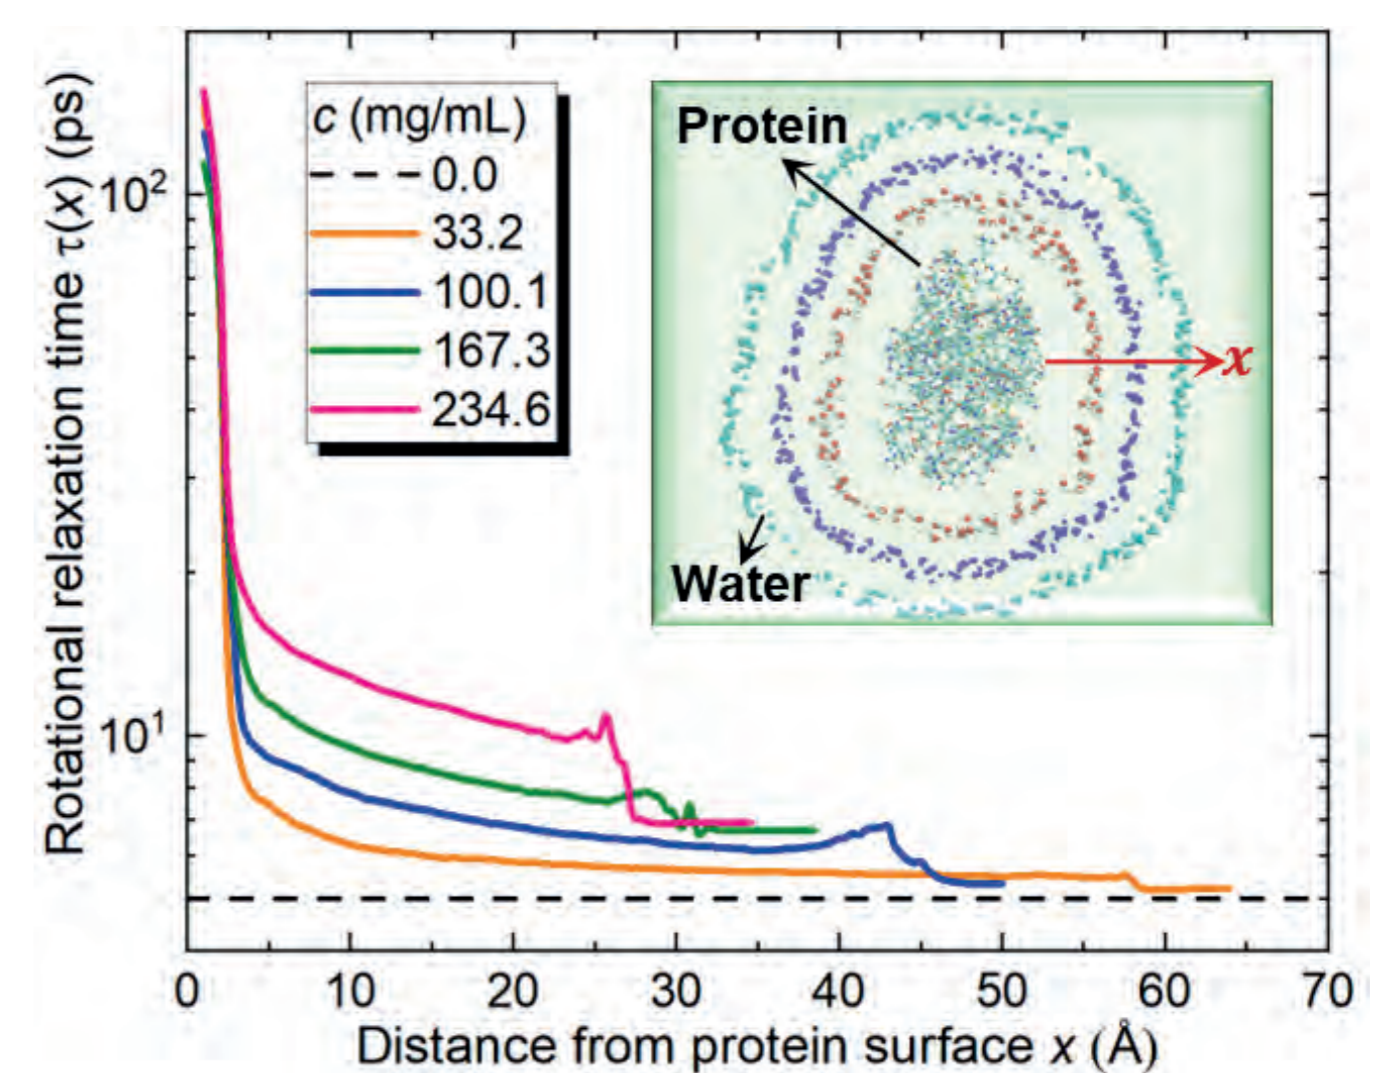 Rotational relaxation time τ(x) (ps)
10²
10¹
c (mg/mL)
0.0
33.2
100.1
167.3
234.6
Protein
x
Water
0 10 20 30 40 50 60 70
Distance from protein surface x (Å)